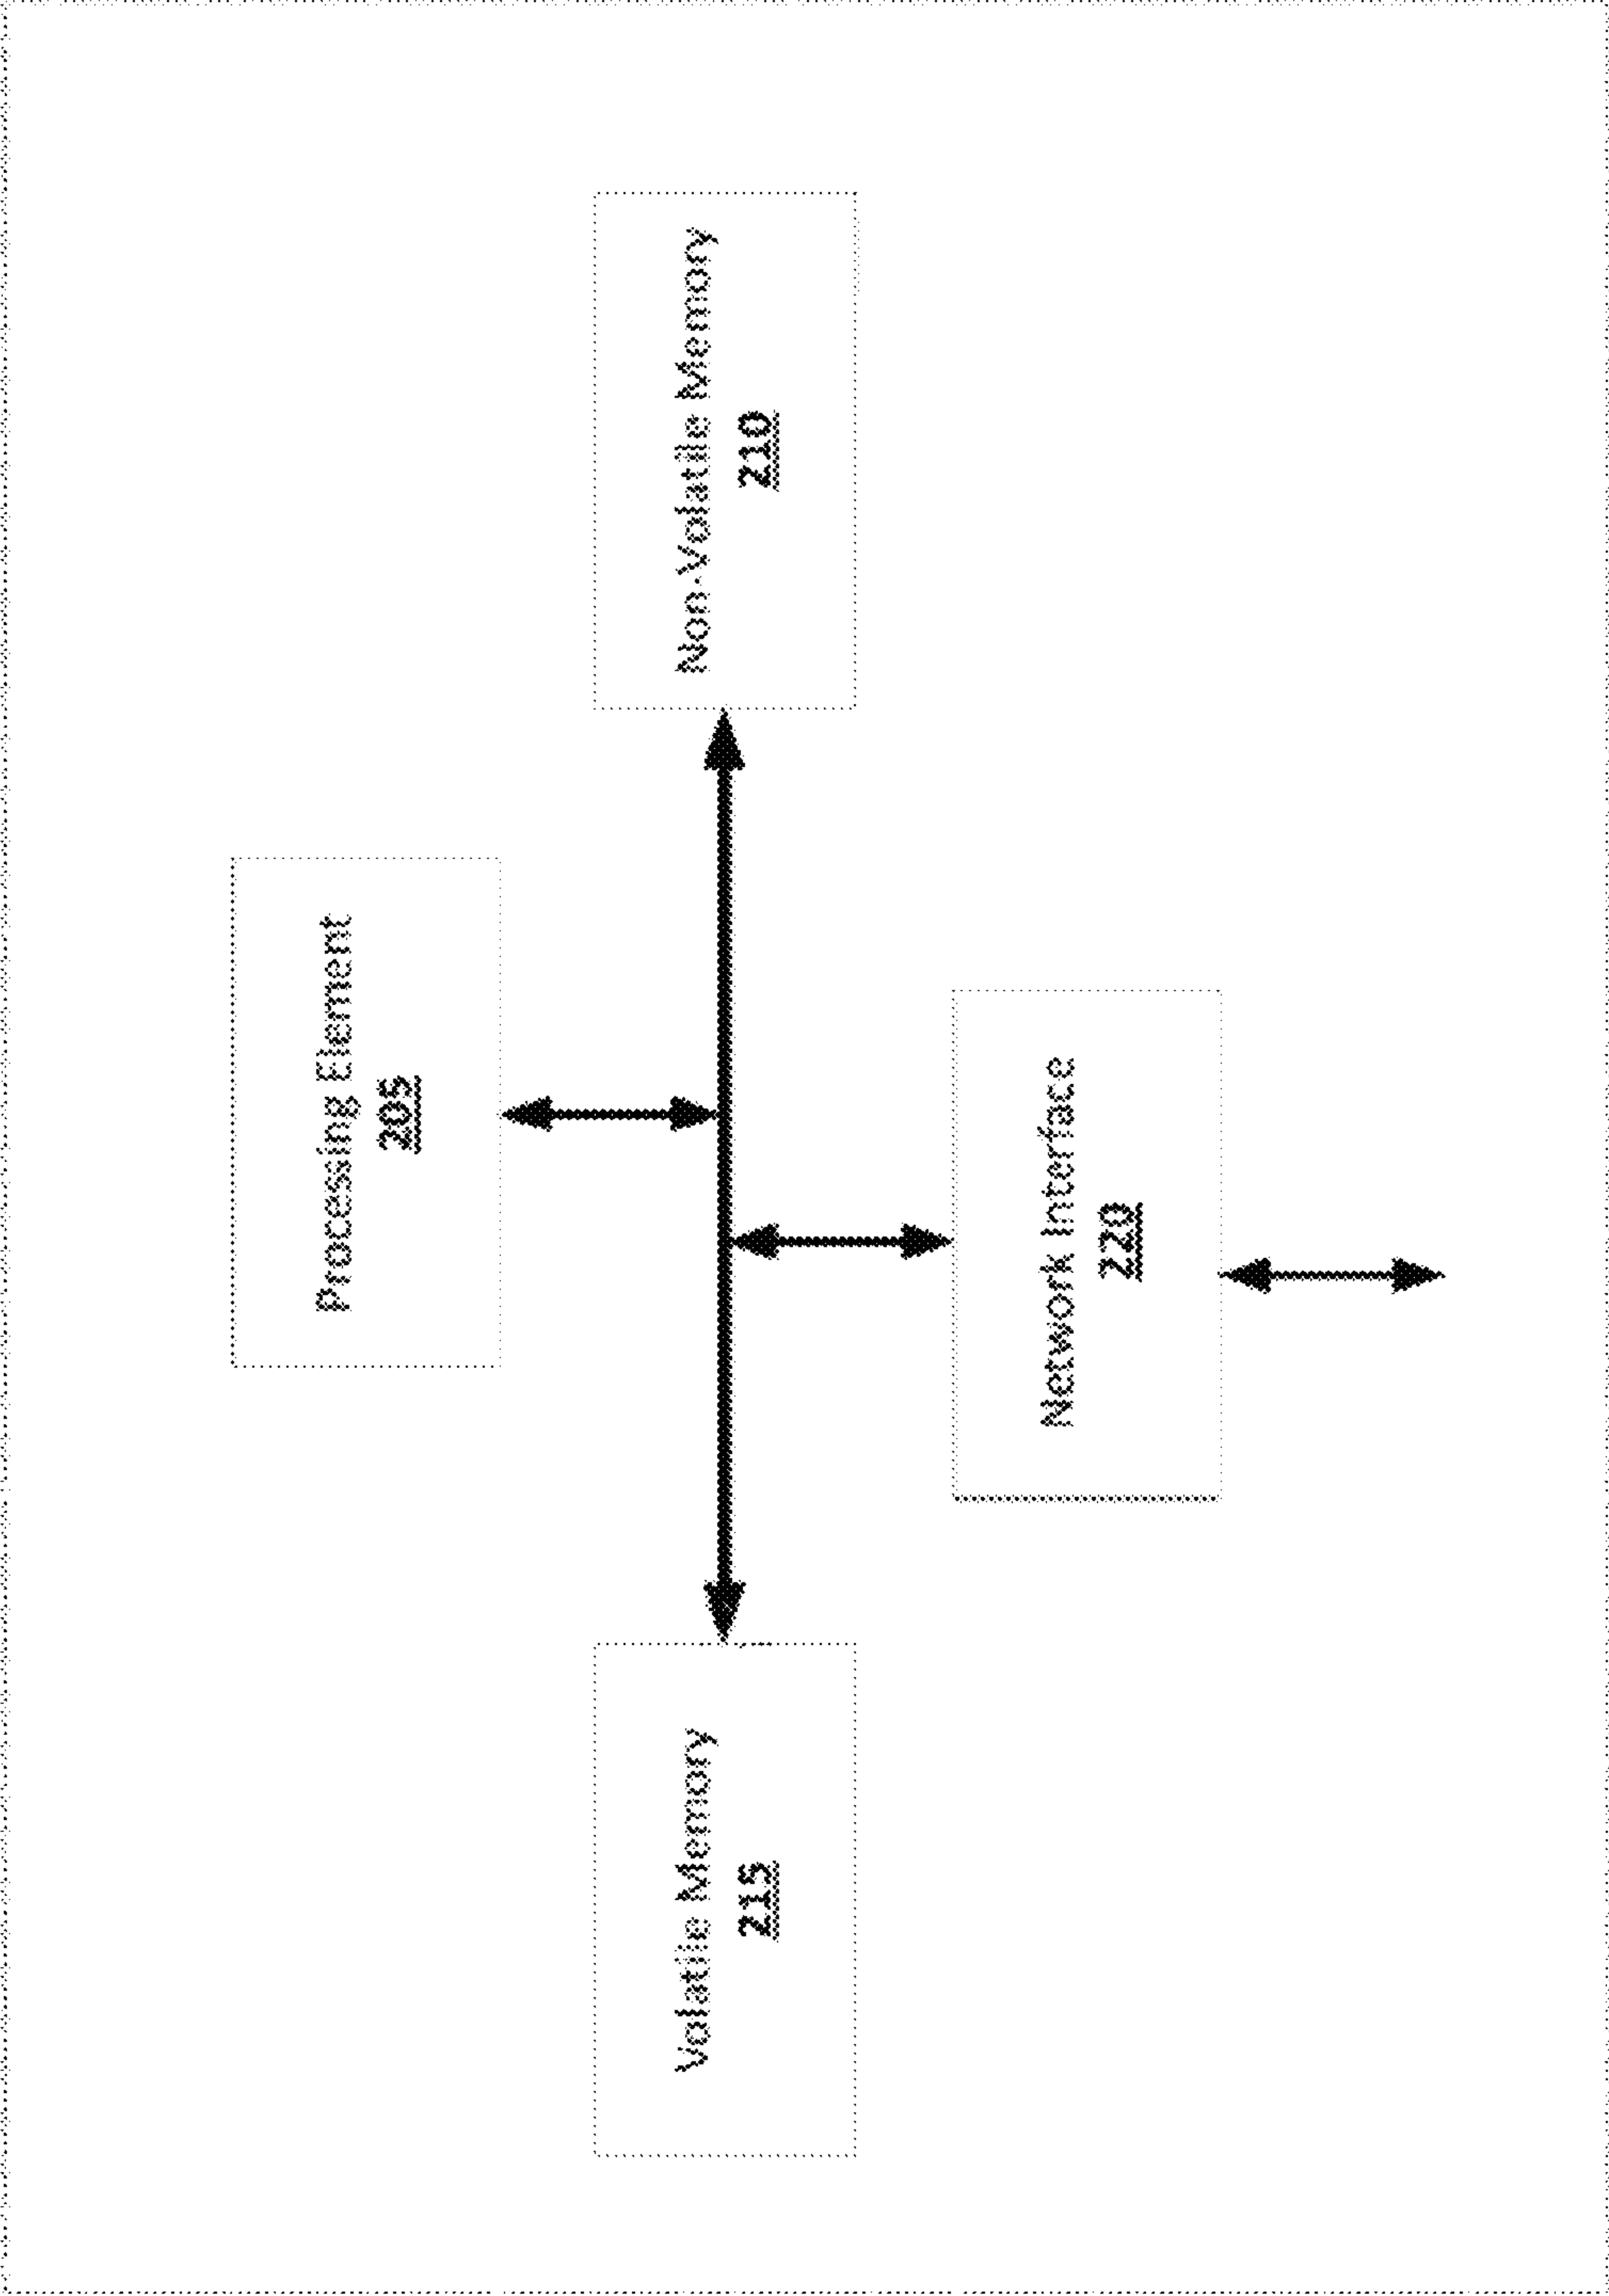 Processing Element
205
Volatile Memory
215
Non-Volatile Memory
210
Network Interface
220